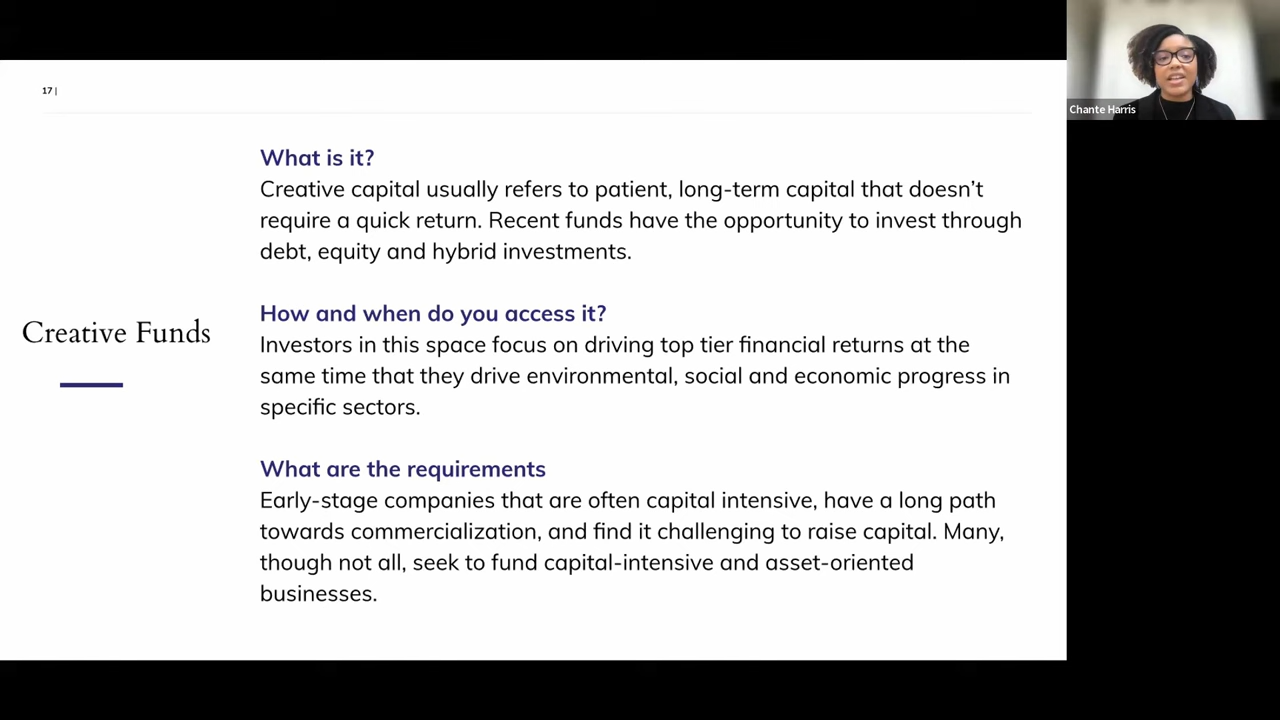 17 |
Chante Harris
What is it?
Creative capital usually refers to patient, long-term capital that doesn’t
require a quick return. Recent funds have the opportunity to invest through
debt, equity and hybrid investments.
How and when do you access it?
Creative Funds
Investors in this space focus on driving top tier financial returns at the
same time that they drive environmental, social and economic progress in
specific sectors.
What are the requirements
Early-stage companies that are often capital intensive, have a long path
towards commercialization, and find it challenging to raise capital. Many,
though not all, seek to fund capital-intensive and asset-oriented
businesses.